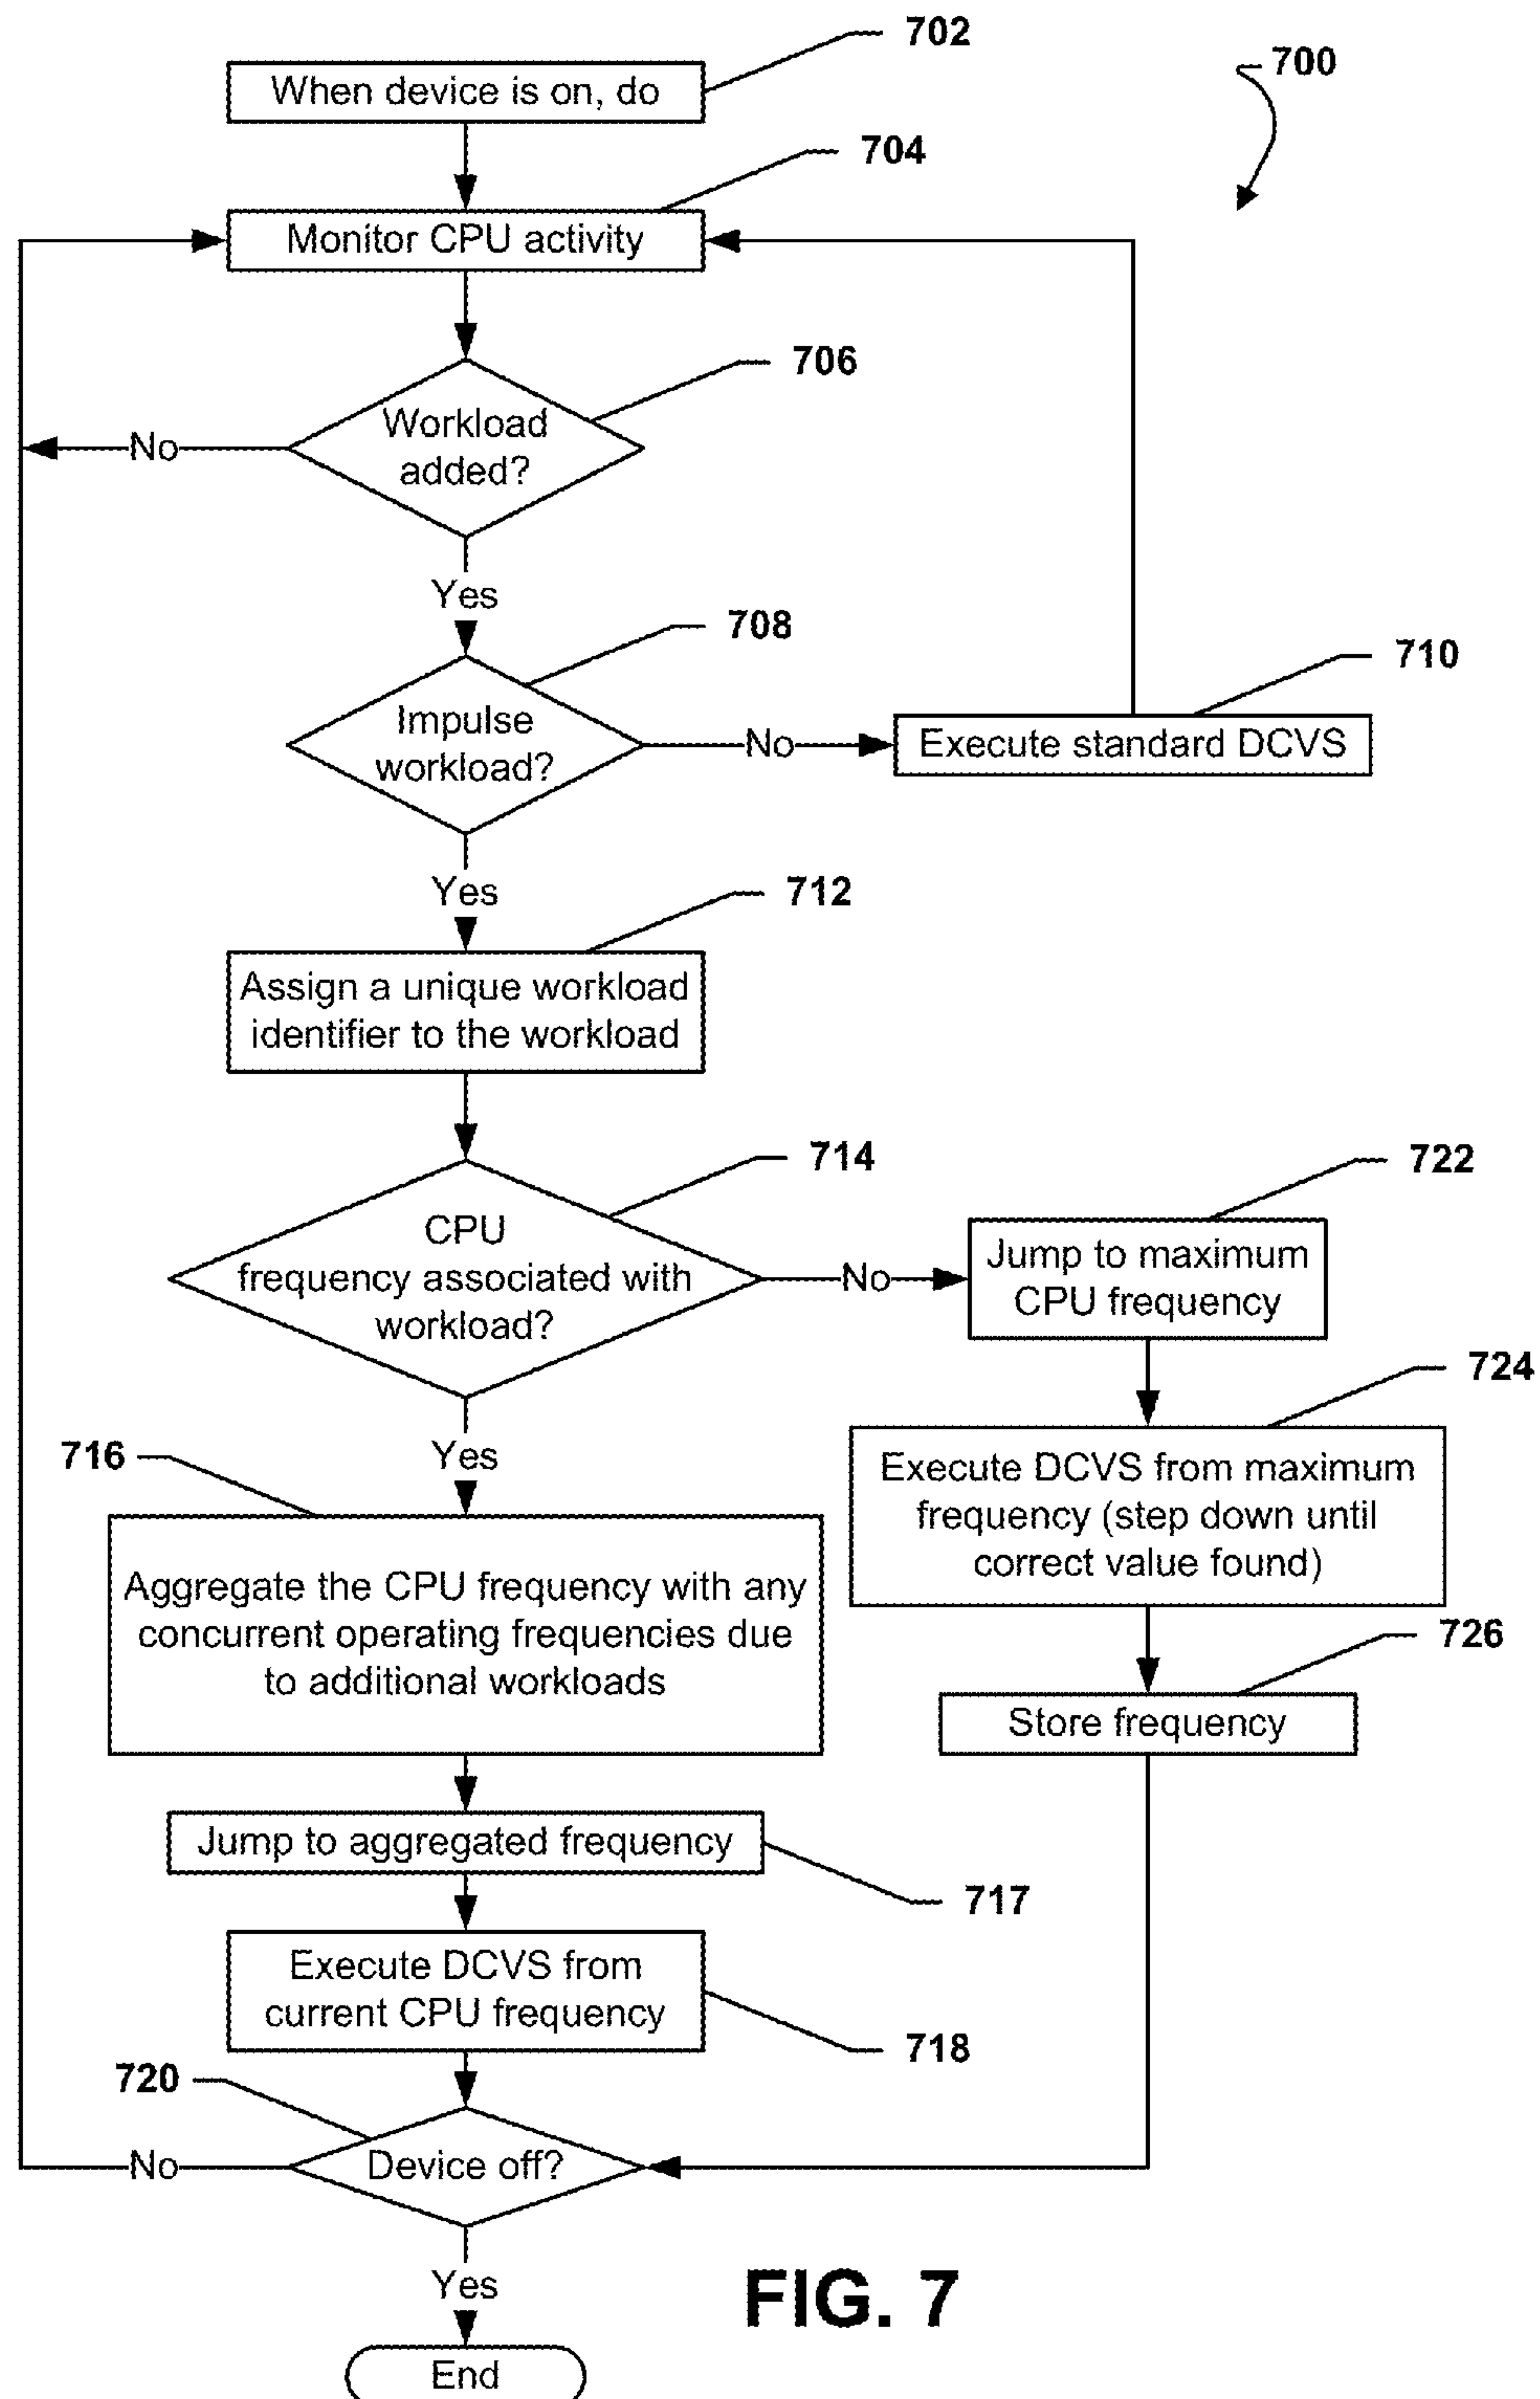 702
When device is on, do
700
704
Monitor CPU activity
706
Workload
added?
No
Yes
708
710
Impulse
workload?
No
Execute standard DCVS
Yes
712
Assign a unique workload
identifier to the workload
714
722
CPU
frequency associated with
workload?
No
Jump to maximum
CPU frequency
724
Yes
716
Execute DCVS from maximum
frequency (step down until
correct value found)
Aggregate the CPU frequency with any
concurrent operating frequencies due
to additional workloads
726
Store frequency
Jump to aggregated frequency
717
Execute DCVS from
current CPU frequency
718
720
Device off?
No
Yes
End
FIG. 7